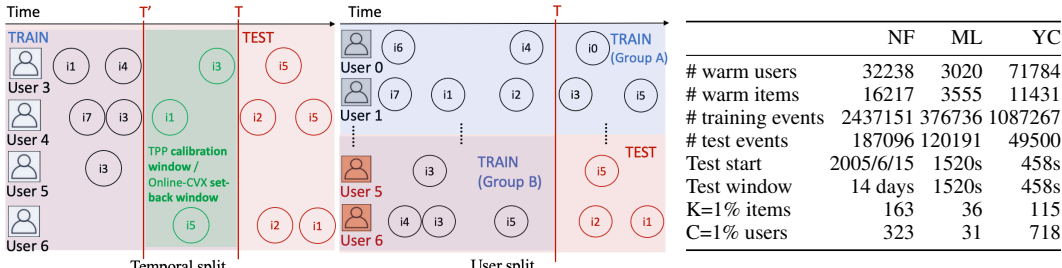 Time T' T
TRAIN TEST
i1 i4 i3 i5
User 3
i7 i3 i1 i2 i5
User 4
i3
TPP calibration
window /
Online-CVX set-
back window
User 5
i5 i2 i1
User 6
Temporal split
Time T
i6 i4 i0 TRAIN
(Group A)
User 0
i7 i1 i2 i3 i5
User 1
TEST
i3 TRAIN
(Group B) i5
User 5
i4 i3 i5 i2 i1
User 6
User split
NF ML YC
# warm users 32238 3020 71784
# warm items 16217 3555 11431
# training events 2437151 376736 1087267
# test events 187096 120191 49500
Test start 2005/6/15 1520s 458s
Test window 14 days 1520s 458s
K=1% items 163 36 115
C=1% users 323 31 718